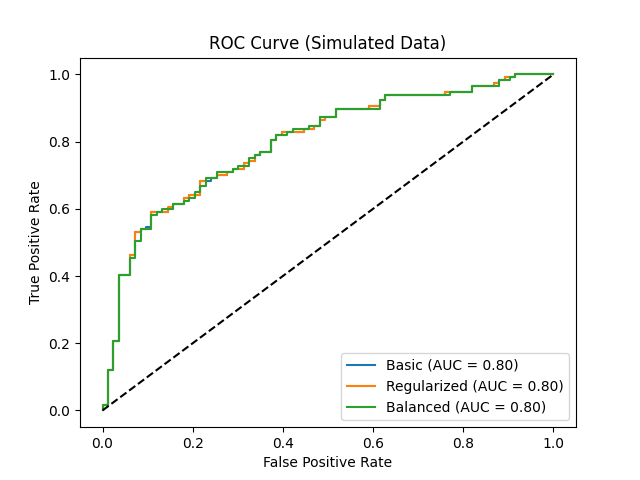 ROC Curve (Simulated Data)
1.0
0.8
0.6
0.4
0.2
0.0
True Positive Rate
0.0 0.2 0.4 0.6 0.8 1.0
False Positive Rate
Basic (AUC = 0.80)
Regularized (AUC = 0.80)
Balanced (AUC = 0.80)